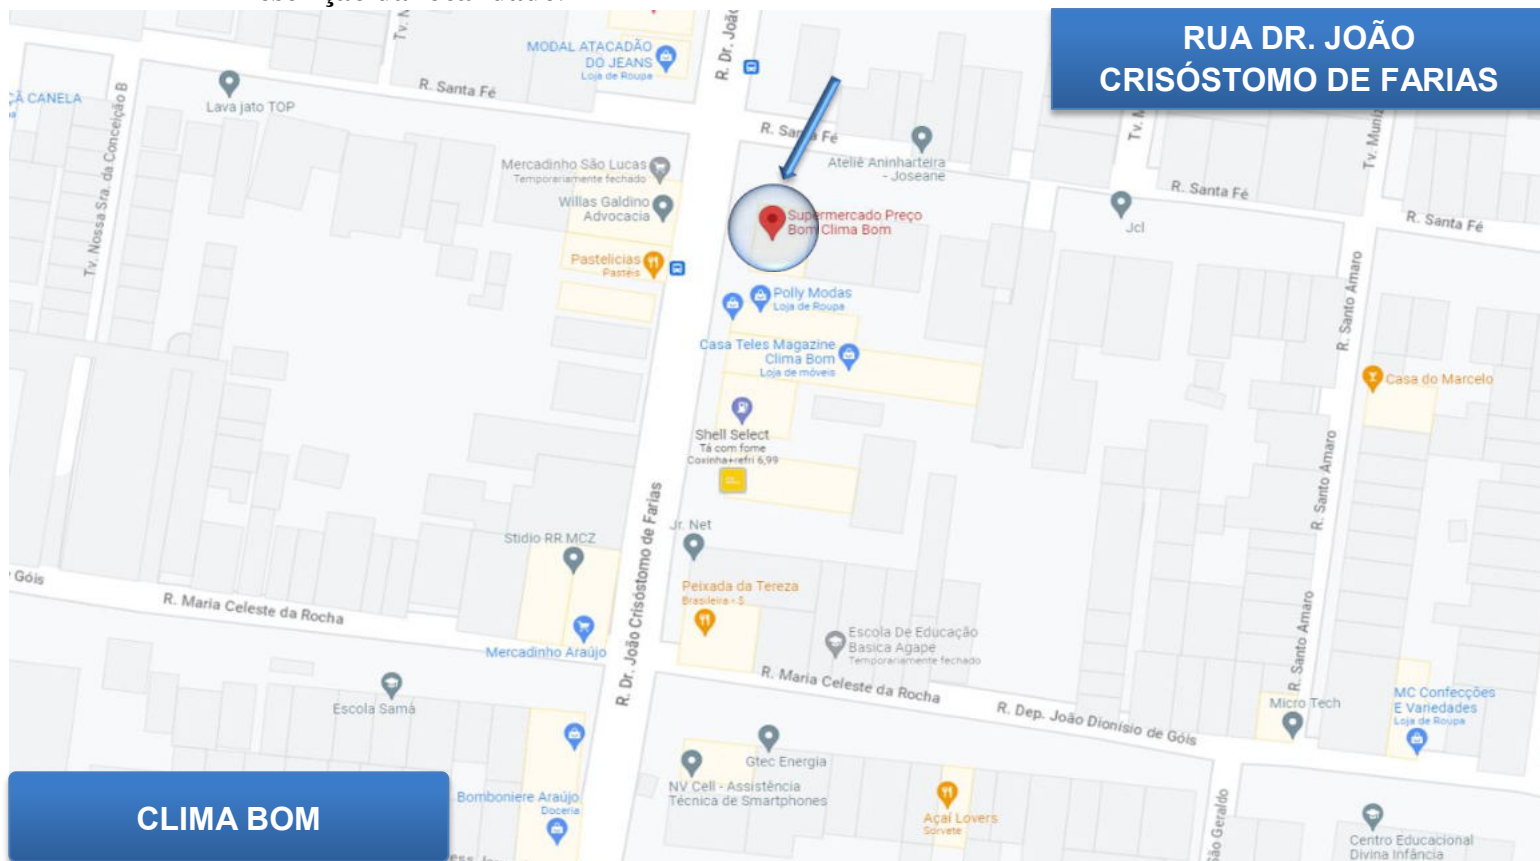 RUA DR. JOÃO
CRISÓSTOMO DE FARIAS
MODAL ATACADÃO
DO JEANS
Loja de Roupa
R. Dr. João
Lava jato TOP
R. Santa Fé
CANELA
Tv. Nossa Sra. da Conceição B
R. Santa Fé
Ateliê Aninharteira
- Joseane
Mercadinho São Lucas
Temporariamente fechado
Willas Galdino
Advocacia
Supermercado Preço
Bom Clima Bom
Jcl
R. Santa Fé
R. Santa Fé
Tv. Muniz
Pastelicias
Pastéis
Polly Modas
Loja de Roupa
R. Santo Amaro
Casa Teles Magazine
Clima Bom
Loja de móveis
Casa do Marcelo
Shell Select
Tá com fome
Coxinha+refri 6,99
R. Santo Amaro
R. Dr. João Crisóstomo de Farias
Jr. Net
Stidio RR MCZ
Góis
R. Maria Celeste da Rocha
Peixada da Tereza
Brasileira • $
Escola De Educação
Basica Agape
Temporariamente fechado
R. Santo Amaro
Mercadinho Araújo
R. Maria Celeste da Rocha
R. Dep. João Dionísio de Góis
Escola Samá
Micro Tech
MC Confecções
E Variedades
Loja de Roupa
Gtec Energia
NV Cell - Assistência
Técnica de Smartphones
Bomboniere Araújo
Doceria
Açaí Lovers
Sorvete
São Geraldo
Centro Educacional
Divina Infância
CLIMA BOM